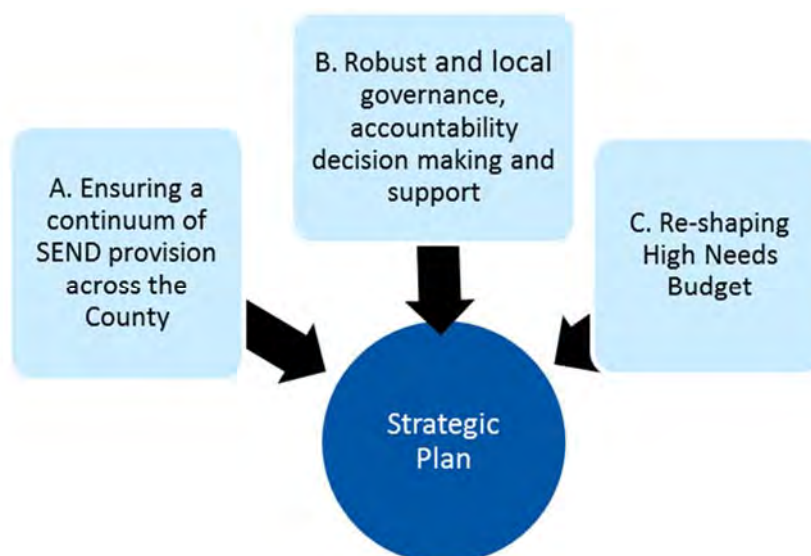 A. Ensuring a
continuum of
SEND provision
across the
County
B. Robust and local
governance,
accountability
decision making and
support
C. Re-shaping
High Needs
Budget
Strategic
Plan